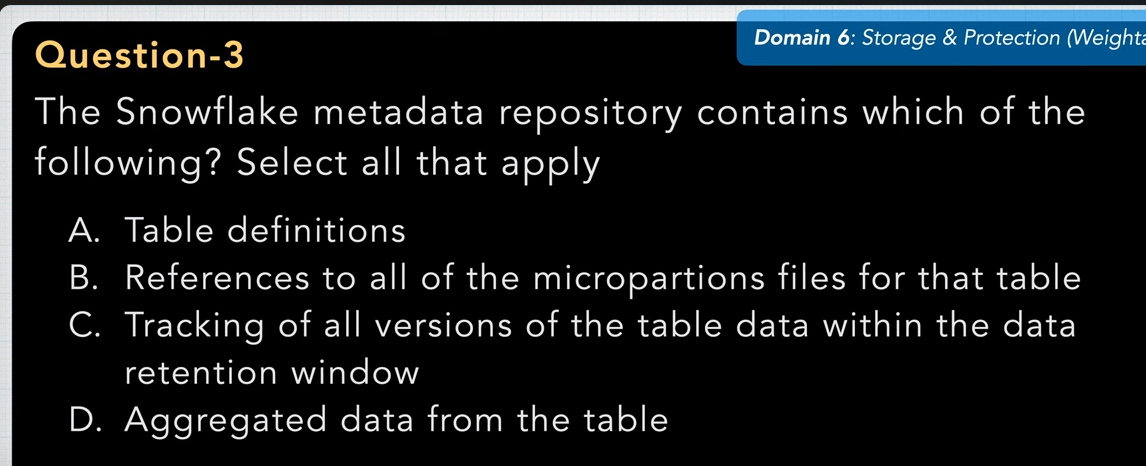 Question-3
Domain 6: Storage & Protection
The Snowflake metadata repository contains which of the
following? Select all that apply
A. Table definitions
B. References to all of the micropartions files for that table
C. Tracking of all versions of the table data within the data
retention window
D. Aggregated data from the table